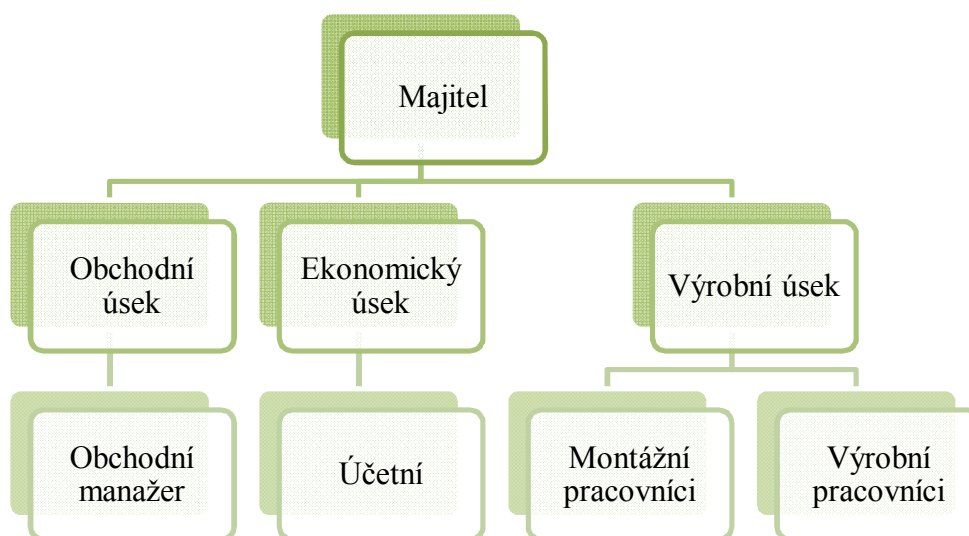 Majitel
Obchodní
úsek
Ekonomický
úsek
Výrobní úsek
Obchodní
manažer
Účetní
Montážní
pracovníci
Výrobní
pracovníci